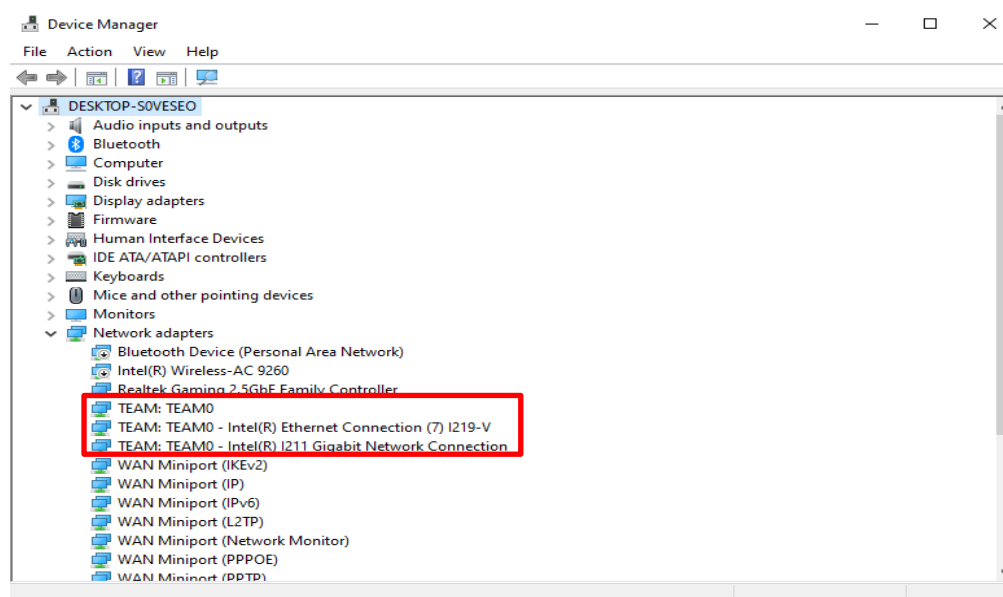 Device Manager
File Action View Help
DESKTOP-S0VESEO
Audio inputs and outputs
Bluetooth
Computer
Disk drives
Display adapters
Firmware
Human Interface Devices
IDE ATA/ATAPI controllers
Keyboards
Mice and other pointing devices
Monitors
Network adapters
Bluetooth Device (Personal Area Network)
Intel(R) Wireless-AC 9260
Realtek Gaming 2.5GbE Family Controller
TEAM: TEAM0
TEAM: TEAM0 - Intel(R) Ethernet Connection (7) I219-V
TEAM: TEAM0 - Intel(R) I211 Gigabit Network Connection
WAN Miniport (IKEv2)
WAN Miniport (IP)
WAN Miniport (IPv6)
WAN Miniport (L2TP)
WAN Miniport (Network Monitor)
WAN Miniport (PPPOE)
WAN Miniport (PPTP)